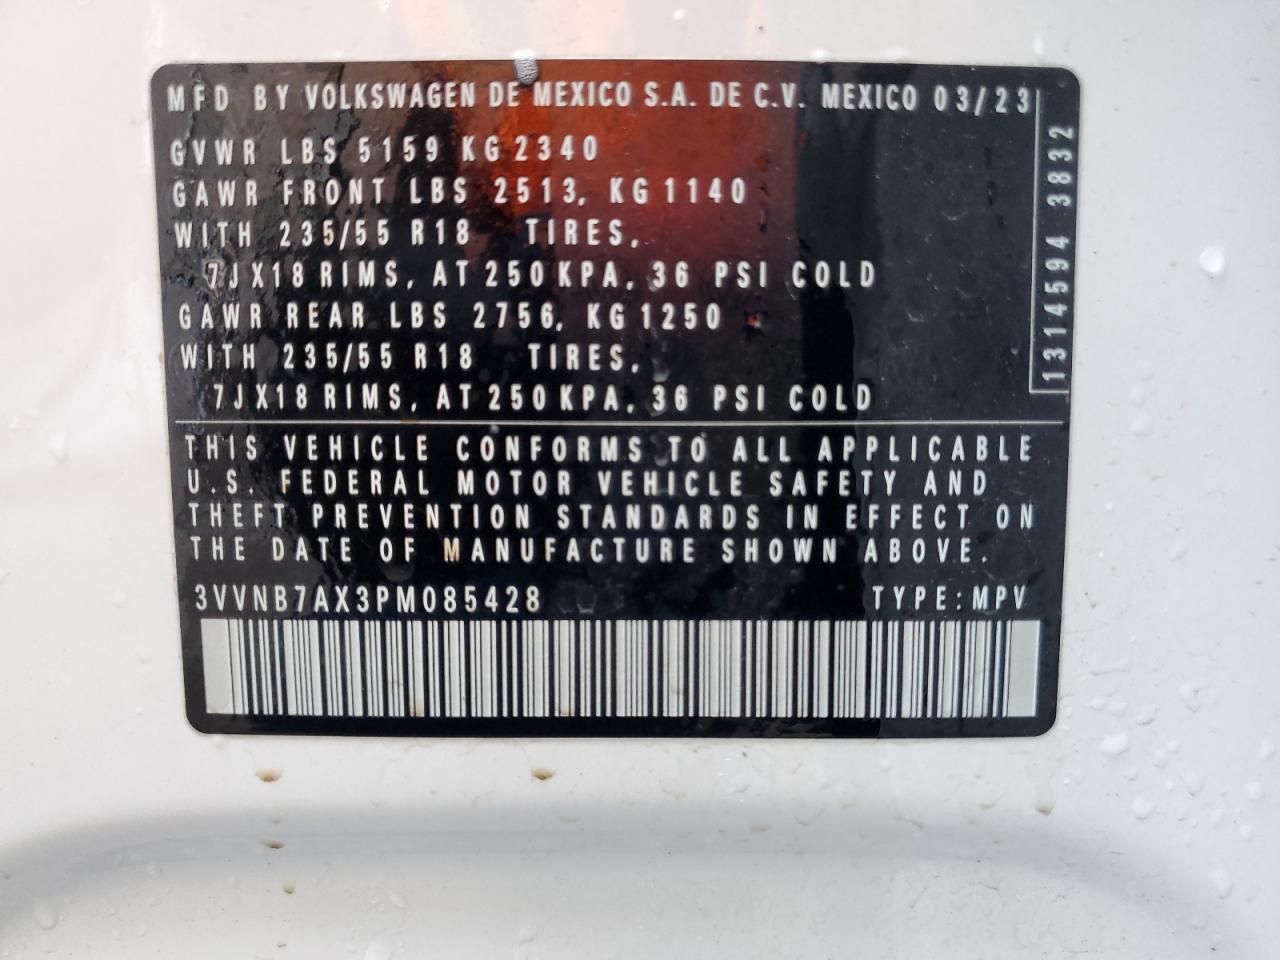 MFD BY VOLKSWAGEN DE MEXICO S.A. DE C.V. MEXICO 03/23
GVWR LBS 5159 KG 2340
GAWR FRONT LBS 2513, KG 1140
WITH 235/55 R18 TIRES,
7JX18 RIMS, AT 250 KPA, 36 PSI COLD
GAWR REAR LBS 2756, KG 1250
WITH 235/55 R18 TIRES,
7JX18 RIMS, AT 250 KPA, 36 PSI COLD
1314594 3832
THIS VEHICLE CONFORMS TO ALL APPLICABLE
U.S. FEDERAL MOTOR VEHICLE SAFETY AND
THEFT PREVENTION STANDARDS IN EFFECT ON
THE DATE OF MANUFACTURE SHOWN ABOVE.
3VVNB7AX3PM085428 TYPE: MPV